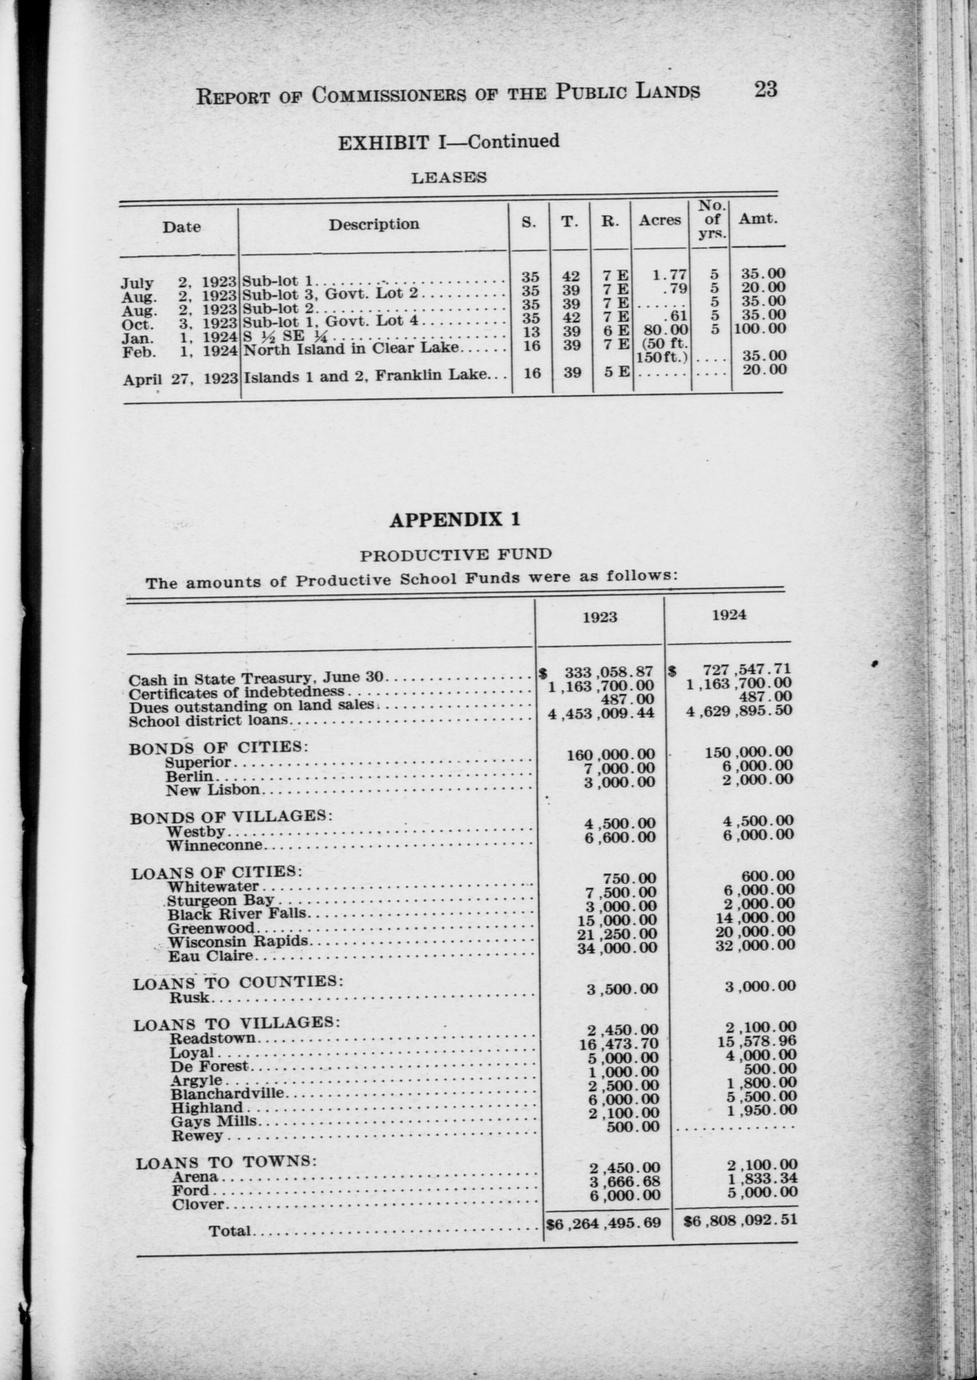 REPORT OF COMMISSIONERS OF THE PUBLIC LANDS 23
EXHIBIT I—Continued
LEASES
Date Description S. T. R. Acres No. of yrs. Amt.
July 2, 1923 Sub-lot 1 35 42 7 E 1.77 5 35.00
Aug. 2, 1923 Sub-lot 3, Govt. Lot 2 35 39 7 E .79 5 20.00
Aug. 2, 1923 Sub-lot 2 35 39 7 E ...... 5 35.00
Oct. 3, 1923 Sub-lot 1, Govt. Lot 4 35 42 7 E .61 5 35.00
Jan. 1, 1924 S ½ SE ¼ 13 39 6 E 80.00 5 100.00
Feb. 1, 1924 North Island in Clear Lake 16 39 7 E (50 ft.
150ft.) .... 35.00
April 27, 1923 Islands 1 and 2, Franklin Lake 16 39 5 E ...... .... 20.00
APPENDIX 1
PRODUCTIVE FUND
The amounts of Productive School Funds were as follows:
1923 1924
Cash in State Treasury, June 30 $ 333,058.87 $ 727,547.71
Certificates of indebtedness 1,163,700.00 1,163,700.00
Dues outstanding on land sales 487.00 487.00
School district loans 4,453,009.44 4,629,895.50
BONDS OF CITIES:
Superior 160,000.00 150,000.00
Berlin 7,000.00 6,000.00
New Lisbon 3,000.00 2,000.00
BONDS OF VILLAGES:
Westby 4,500.00 4,500.00
Winneconne 6,600.00 6,000.00
LOANS OF CITIES:
Whitewater 750.00 600.00
Sturgeon Bay 7,500.00 6,000.00
Black River Falls 3,000.00 2,000.00
Greenwood 15,000.00 14,000.00
Wisconsin Rapids 21,250.00 20,000.00
Eau Claire 34,000.00 32,000.00
LOANS TO COUNTIES:
Rusk 3,500.00 3,000.00
LOANS TO VILLAGES:
Readstown 2,450.00 2,100.00
Loyal 16,473.70 15,578.96
De Forest 5,000.00 4,000.00
Argyle 1,000.00 500.00
Blanchardville 2,500.00 1,800.00
Highland 6,000.00 5,500.00
Gays Mills 2,100.00 1,950.00
Rewey 500.00 ............
LOANS TO TOWNS:
Arena 2,450.00 2,100.00
Ford 3,666.68 1,833.34
Clover 6,000.00 5,000.00
Total $6,264,495.69 $6,808,092.51